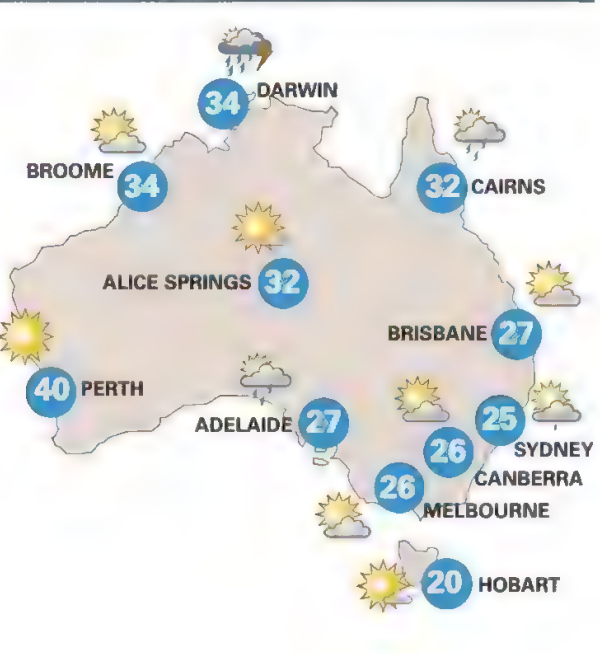 34 DARWIN
BROOME 34
32 CAIRNS
ALICE SPRINGS 32
BRISBANE 27
40 PERTH
ADELAIDE 27
25 SYDNEY
26 CANBERRA
26 MELBOURNE
20 HOBART